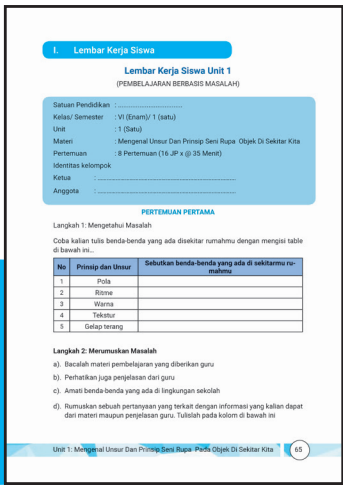 I. Lembar Kerja Siswa
Lembar Kerja Siswa Unit 1
(PEMBELAJARAN BERBASIS MASALAH)
Satuan Pendidikan : ....................................
Kelas/ Semester : VI (Enam)/ 1 (satu)
Unit : 1 (Satu)
Materi : Mengenal Unsur Dan Prinsip Seni Rupa Objek Di Sekitar Kita
Pertemuan : 8 Pertemuan (16 JP x @ 35 Menit)
Identitas kelompok
Ketua : ....................................
Anggota : ....................................
PERTEMUAN PERTAMA
Langkah 1: Mengetahui Masalah
Coba kalian tulis benda-benda yang ada disekitar rumahmu dengan mengisi table
di bawah ini...
No Prinsip dan Unsur Sebutkan benda-benda yang ada di sekitarmu ru-
mahmu
1 Pola
2 Ritme
3 Warna
4 Tekstur
5 Gelap terang
Langkah 2: Merumuskan Masalah
a). Bacalah materi pembelajaran yang diberikan guru
b). Perhatikan juga penjelasan dari guru
c). Amati benda-benda yang ada di lingkungan sekolah
d). Rumuskan sebuah pertanyaan yang terkait dengan informasi yang kalian dapat
dari materi maupun penjelasan guru. Tulislah pada kolom di bawah ini
Unit 1: Mengenal Unsur Dan Prinsip Seni Rupa Pada Objek Di Sekitar Kita 65